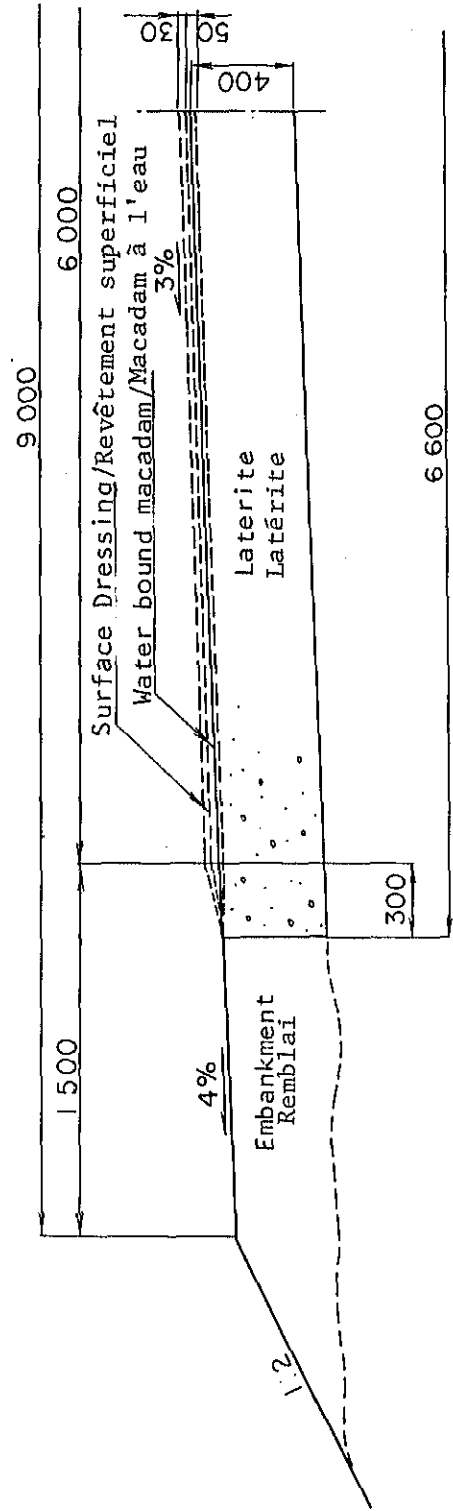 9 000
1 500
6 000
30
50
Surface Dressing/Revêtement superficiel
Water bound macadam/Macadam â l'eau
3%
4%
400
1:2
Embankment
Remblai
Laterite
Latérite
300
6 600